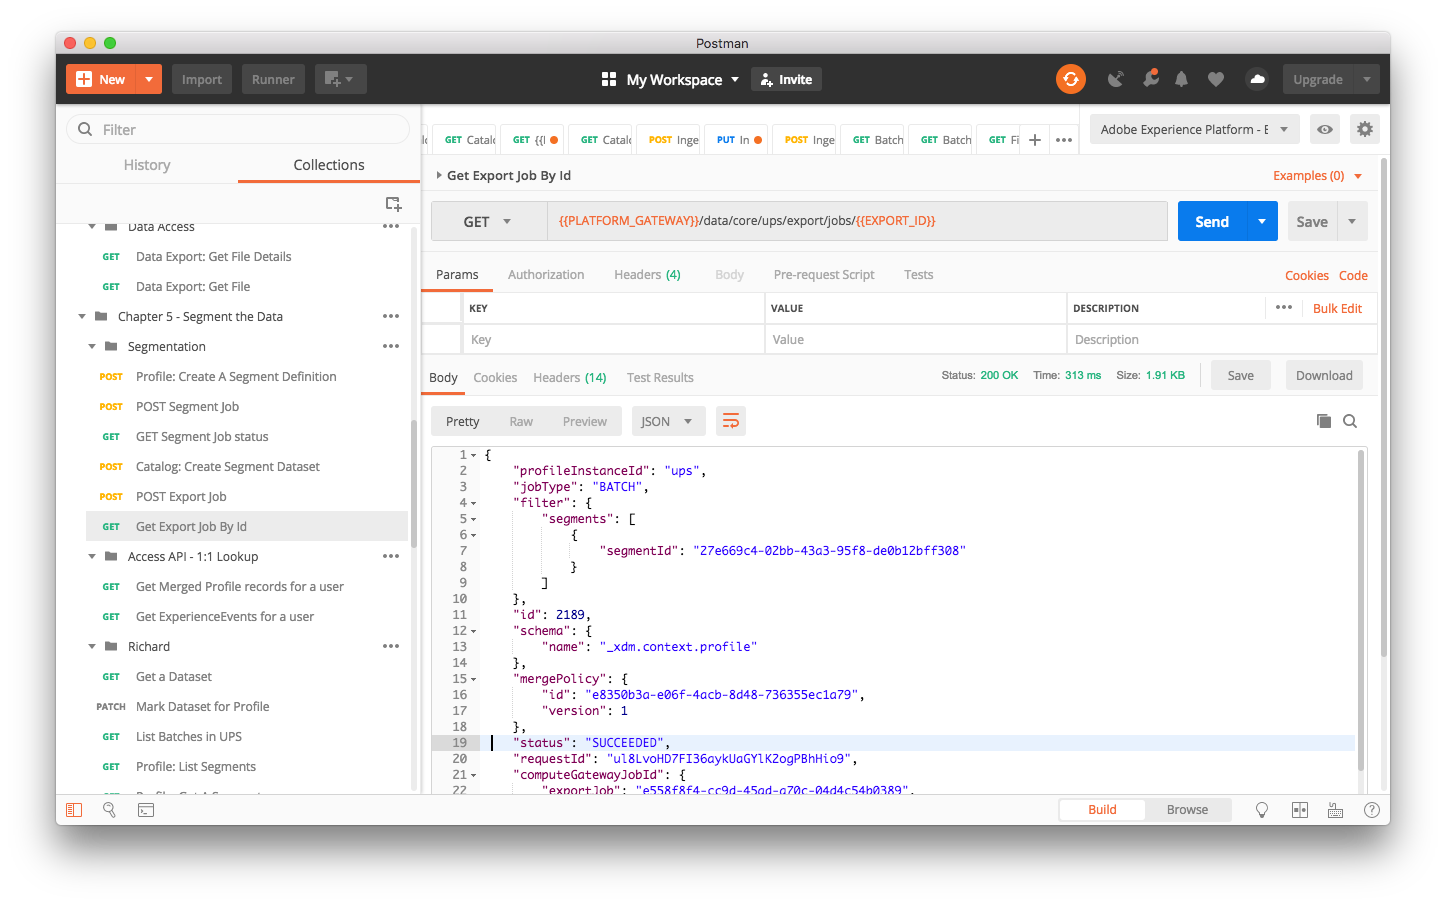 Postman
New
Import
Runner
My Workspace
Invite
Upgrade
Filter
History
Collections
Data Access
GET Data Export: Get File Details
GET Data Export: Get File
Chapter 5 - Segment the Data
Segmentation
POST Profile: Create A Segment Definition
POST POST Segment Job
GET GET Segment Job status
POST Catalog: Create Segment Dataset
POST POST Export Job
GET Get Export Job By Id
Access API - 1:1 Lookup
GET Get Merged Profile records for a user
GET Get ExperienceEvents for a user
Richard
GET Get a Dataset
PATCH Mark Dataset for Profile
GET List Batches in UPS
GET Profile: List Segments
GET Catalc GET {{I GET Catalc POST Inge PUT In POST Inge GET Batch GET Batch GET Fi
Adobe Experience Platform - E
Get Export Job By Id
Examples (0)
GET {{PLATFORM_GATEWAY}}/data/core/ups/export/jobs/{{EXPORT_ID}}
Send
Save
Params Authorization Headers (4) Body Pre-request Script Tests
Cookies Code
KEY VALUE DESCRIPTION
Bulk Edit
Key Value Description
Body Cookies Headers (14) Test Results
Status: 200 OK Time: 313 ms Size: 1.91 KB
Save Download
Pretty Raw Preview JSON
1 {
2 "profileInstanceId": "ups",
3 "jobType": "BATCH",
4 "filter": {
5 "segments": [
6 {
7 "segmentId": "27e669c4-02bb-43a3-95f8-de0b12bff308"
8 }
9 ]
10 },
11 "id": 2189,
12 "schema": {
13 "name": "_xdm.context.profile"
14 },
15 "mergePolicy": {
16 "id": "e8350b3a-e06f-4acb-8d48-736355ec1a79",
17 "version": 1
18 },
19 "status": "SUCCEEDED",
20 "requestId": "ul8LvoHD7FI36aykUaGYlKZogPBhHio9",
21 "computeGatewayJobId": {
22 "exportJob": "e558f8f4-cc9d-45ad-a70c-04d4c54b0389",
Build Browse